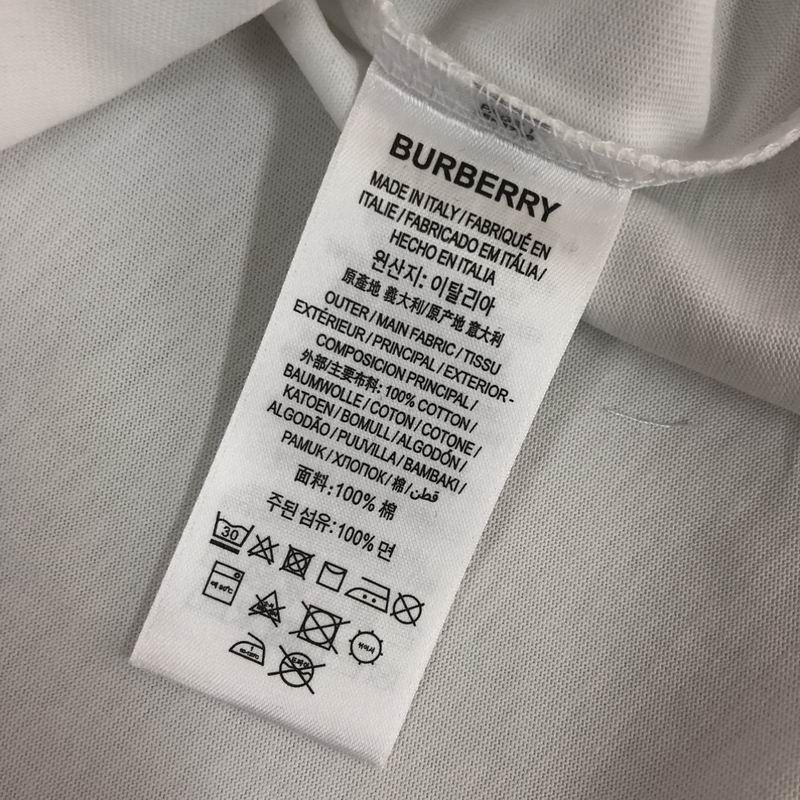 BURBERRY
MADE IN ITALY / FABRIQUÉ EN
ITALIE / FABRICADO EM ITÁLIA /
HECHO EN ITALIA
원산지: 이탈리아
原產地 義大利/原产地 意大利
OUTER / MAIN FABRIC / TISSU
EXTÉRIEUR / PRINCIPAL / EXTERIOR -
COMPOSICION PRINCIPAL /
外部/主要布料: 100% COTTON /
BAUMWOLLE / COTON / COTONE /
KATOEN / BOMULL / ALGODÓN /
ALGODÃO / PUUVILLA / BAMBAKI /
PAMUK / ХЛОПОК / 棉 / قطن
面料:100% 棉
주된 섬유:100% 면
30